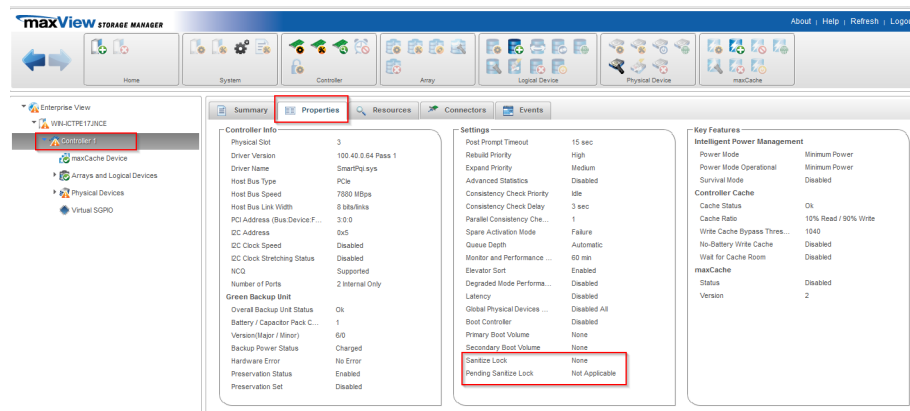 maxView STORAGE MANAGER
About | Help | Refresh | Logou
Home
System
Controller
Array
Logical Device
Physical Device
maxCache
Enterprise View
WIN-ICTPE17JNCE
Controller 1
maxCache Device
Arrays and Logical Devices
Physical Devices
Virtual SGPIO
Summary Properties Resources Connectors Events
Controller Info
Physical Slot 3
Driver Version 100.40.0.64 Pass 1
Driver Name SmartPqi.sys
Host Bus Type PCIe
Host Bus Speed 7880 MBps
Host Bus Link Width 8 bits/links
PCI Address (Bus:Device:F... 3:0:0
I2C Address 0x5
I2C Clock Speed Disabled
I2C Clock Stretching Status Disabled
NCQ Supported
Number of Ports 2 Internal Only
Green Backup Unit
Overall Backup Unit Status Ok
Battery / Capacitor Pack C... 1
Version(Major / Minor) 6/0
Backup Power Status Charged
Hardware Error No Error
Preservation Status Enabled
Preservation Set Disabled
Settings
Post Prompt Timeout 15 sec
Rebuild Priority High
Expand Priority Medium
Advanced Statistics Disabled
Consistency Check Priority Idle
Consistency Check Delay 3 sec
Parallel Consistency Che... 1
Spare Activation Mode Failure
Queue Depth Automatic
Monitor and Performance ... 60 min
Elevator Sort Enabled
Degraded Mode Performa... Disabled
Latency Disabled
Global Physical Devices ... Disabled All
Boot Controller Disabled
Primary Boot Volume None
Secondary Boot Volume None
Sanitize Lock None
Pending Sanitize Lock Not Applicable
Key Features
Intelligent Power Management
Power Mode Minimum Power
Power Mode Operational Minimum Power
Survival Mode Disabled
Controller Cache
Cache Status Ok
Cache Ratio 10% Read / 90% Write
Write Cache Bypass Thres... 1040
No-Battery Write Cache Disabled
Wait for Cache Room Disabled
maxCache
Status Disabled
Version 2